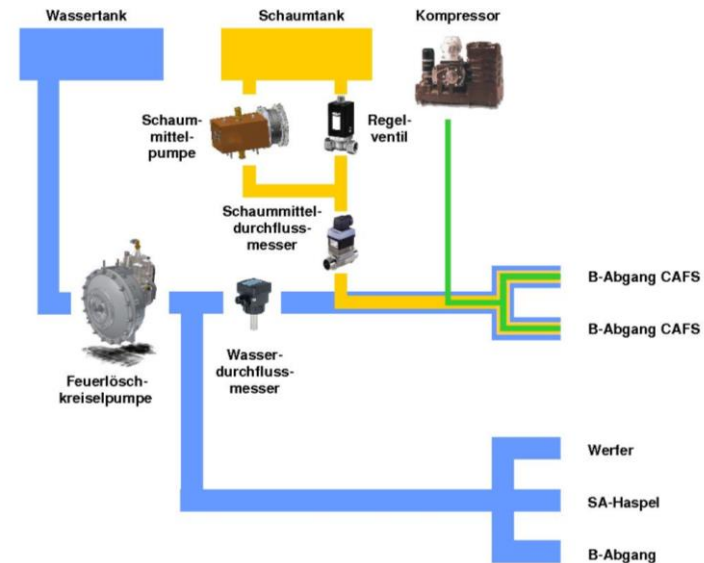 Wassertank
Schaumtank
Kompressor
Schaum-
mittel-
pumpe
Regel-
ventil
Schaummittel-
durchfluss-
messer
B-Abgang CAFS
B-Abgang CAFS
Feuerlösch-
kreiselpumpe
Wasser-
durchfluss-
messer
Werfer
SA-Haspel
B-Abgang